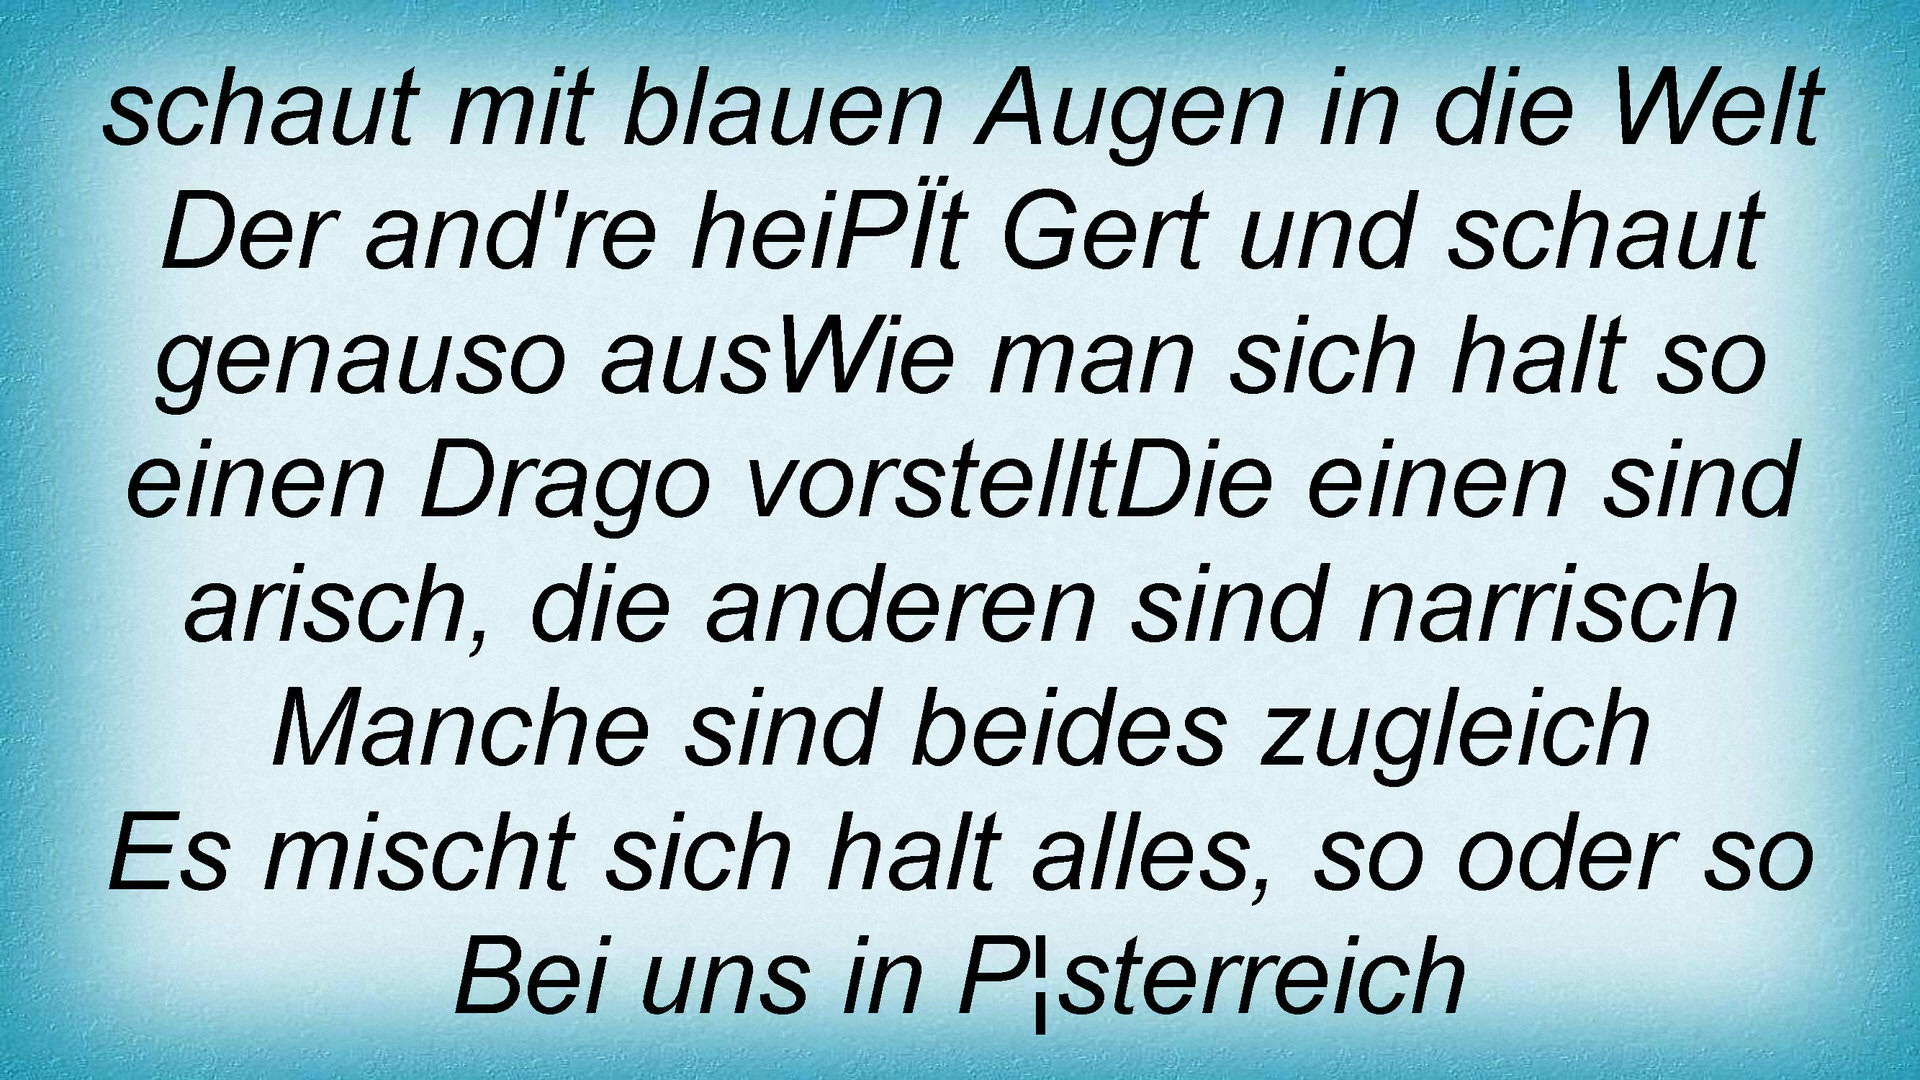 schaut mit blauen Augen in die Welt
Der and're heiPÏt Gert und schaut
genauso ausWie man sich halt so
einen Drago vorstelltDie einen sind
arisch, die anderen sind narrisch
Manche sind beides zugleich
Es mischt sich halt alles, so oder so
Bei uns in P¦sterreich